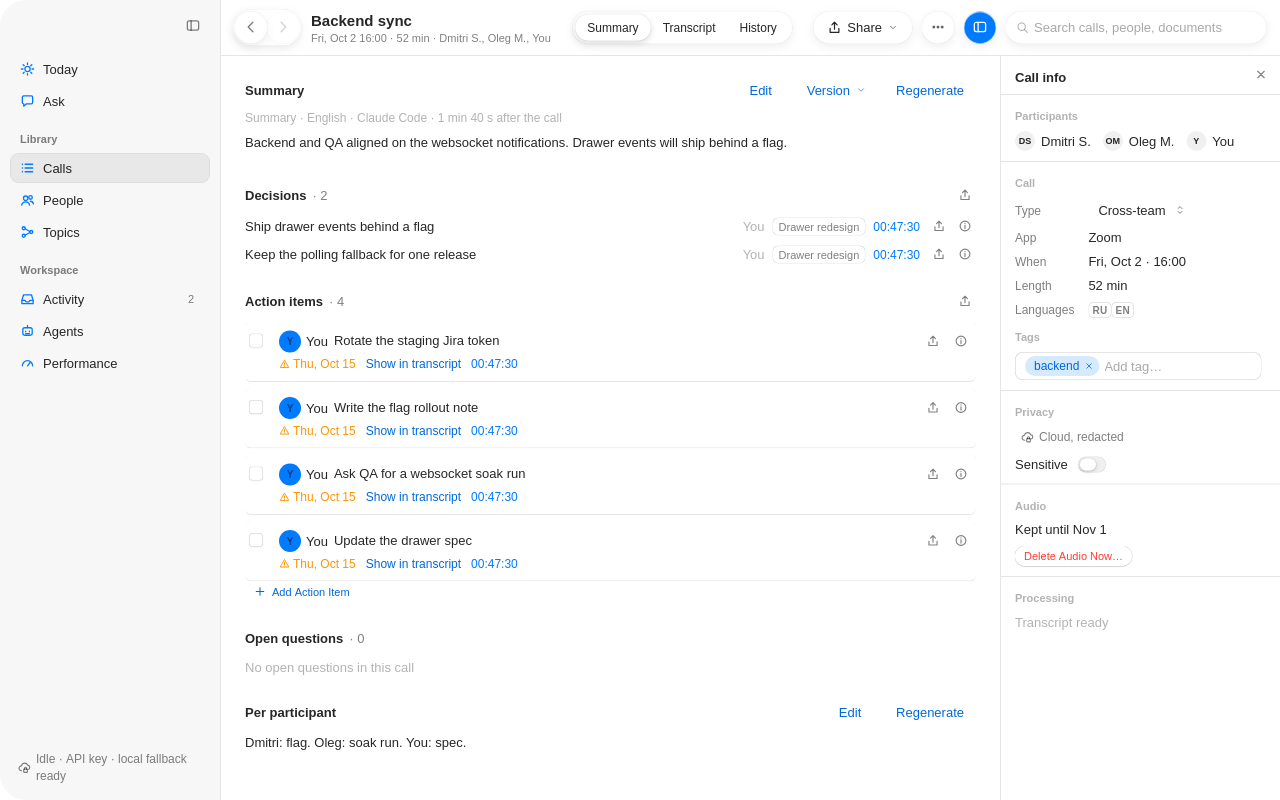 Today
Ask
Library
Calls
People
Topics
Workspace
Activity 2
Agents
Performance
Idle · API key · local fallback
ready
Backend sync
Fri, Oct 2 16:00 · 52 min · Dmitri S., Oleg M., You
Summary Transcript History
Share
Search calls, people, documents
Summary Edit Version Regenerate
Summary · English · Claude Code · 1 min 40 s after the call
Backend and QA aligned on the websocket notifications. Drawer events will ship behind a flag.
Decisions · 2
Ship drawer events behind a flag You Drawer redesign 00:47:30
Keep the polling fallback for one release You Drawer redesign 00:47:30
Action items · 4
Y You Rotate the staging Jira token
Thu, Oct 15 Show in transcript 00:47:30
Y You Write the flag rollout note
Thu, Oct 15 Show in transcript 00:47:30
Y You Ask QA for a websocket soak run
Thu, Oct 15 Show in transcript 00:47:30
Y You Update the drawer spec
Thu, Oct 15 Show in transcript 00:47:30
Add Action Item
Open questions · 0
No open questions in this call
Per participant Edit Regenerate
Dmitri: flag. Oleg: soak run. You: spec.
Call info
Participants
DS Dmitri S. OM Oleg M. Y You
Call
Type Cross-team
App Zoom
When Fri, Oct 2 · 16:00
Length 52 min
Languages RU EN
Tags
backend Add tag…
Privacy
Cloud, redacted
Sensitive
Audio
Kept until Nov 1
Delete Audio Now…
Processing
Transcript ready